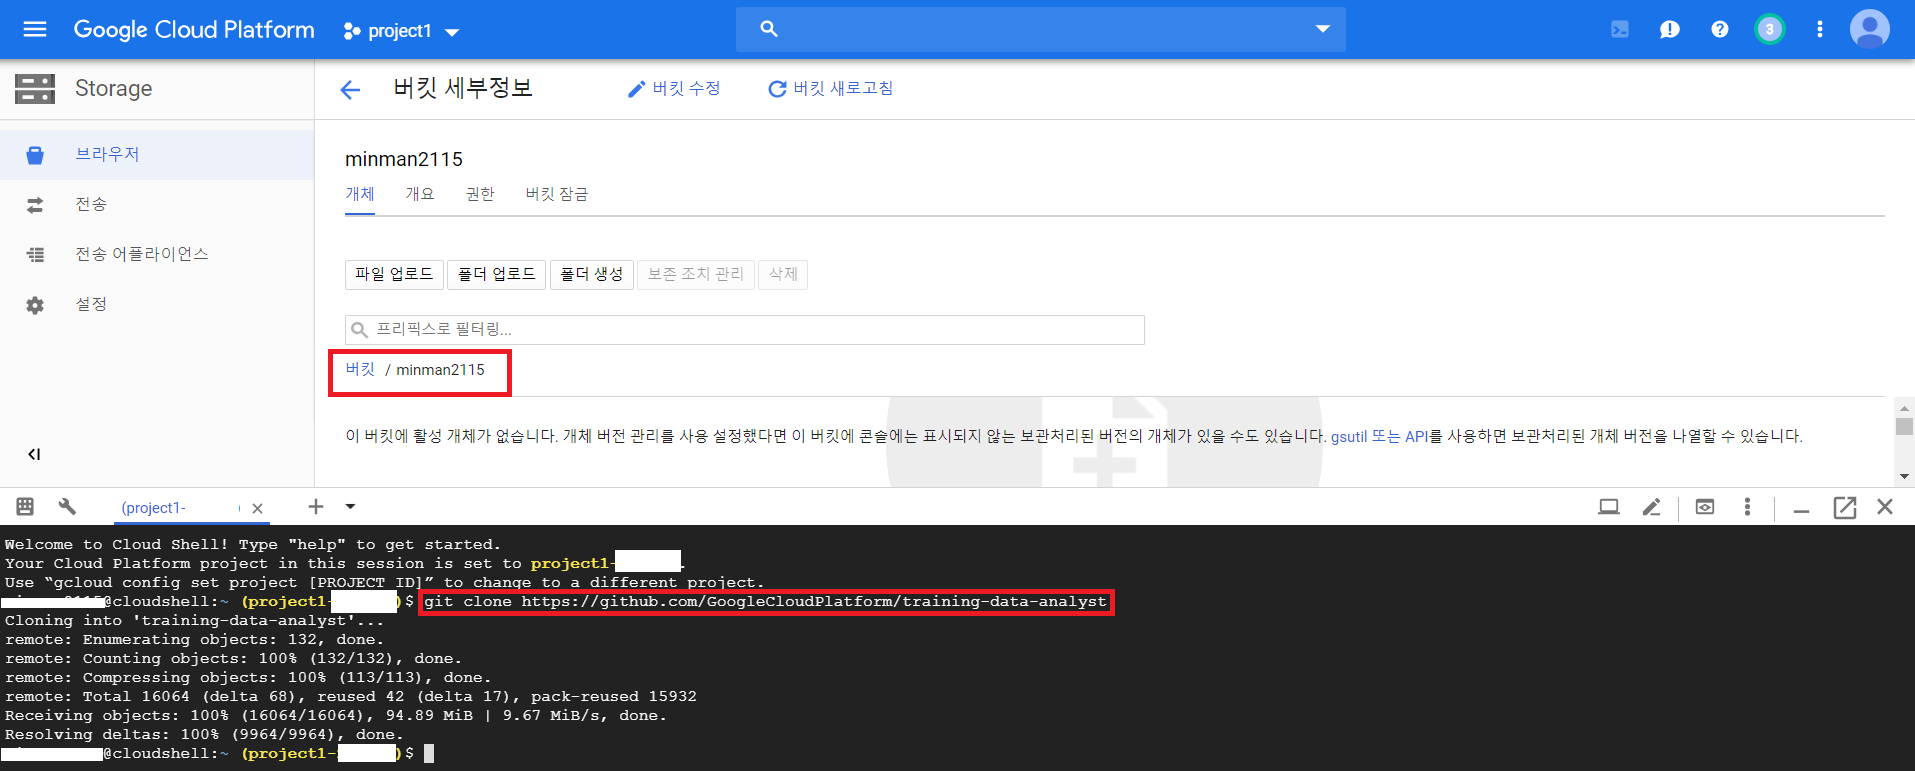 Google Cloud Platform
project1
3
Storage
버킷 세부정보
버킷 수정
버킷 새로고침
브라우저
전송
전송 어플라이언스
설정
minman2115
개체 개요 권한 버킷 잠금
파일 업로드 폴더 업로드 폴더 생성 보존 조치 관리 삭제
프리픽스로 필터링...
버킷 / minman2115
이 버킷에 활성 개체가 없습니다. 개체 버전 관리를 사용 설정했다면 이 버킷에 콘솔에는 표시되지 않는 보관처리된 버전의 개체가 있을 수도 있습니다. gsutil 또는 API를 사용하면 보관처리된 개체 버전을 나열할 수 있습니다.
(project1-
Welcome to Cloud Shell! Type "help" to get started.
Your Cloud Platform project in this session is set to project1-.
Use “gcloud config set project [PROJECT_ID]” to change to a different project.
@cloudshell:~ (project1-)$ git clone https://github.com/GoogleCloudPlatform/training-data-analyst
Cloning into 'training-data-analyst'...
remote: Enumerating objects: 132, done.
remote: Counting objects: 100% (132/132), done.
remote: Compressing objects: 100% (113/113), done.
remote: Total 16064 (delta 68), reused 42 (delta 17), pack-reused 15932
Receiving objects: 100% (16064/16064), 94.89 MiB | 9.67 MiB/s, done.
Resolving deltas: 100% (9964/9964), done.
@cloudshell:~ (project1-)$